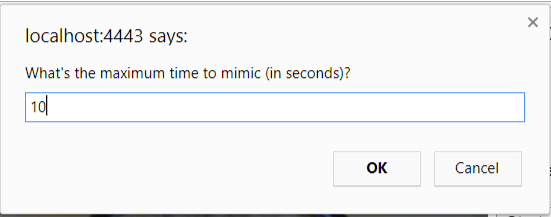 localhost:4443 says:
What's the maximum time to mimic (in seconds)?
10
OK Cancel